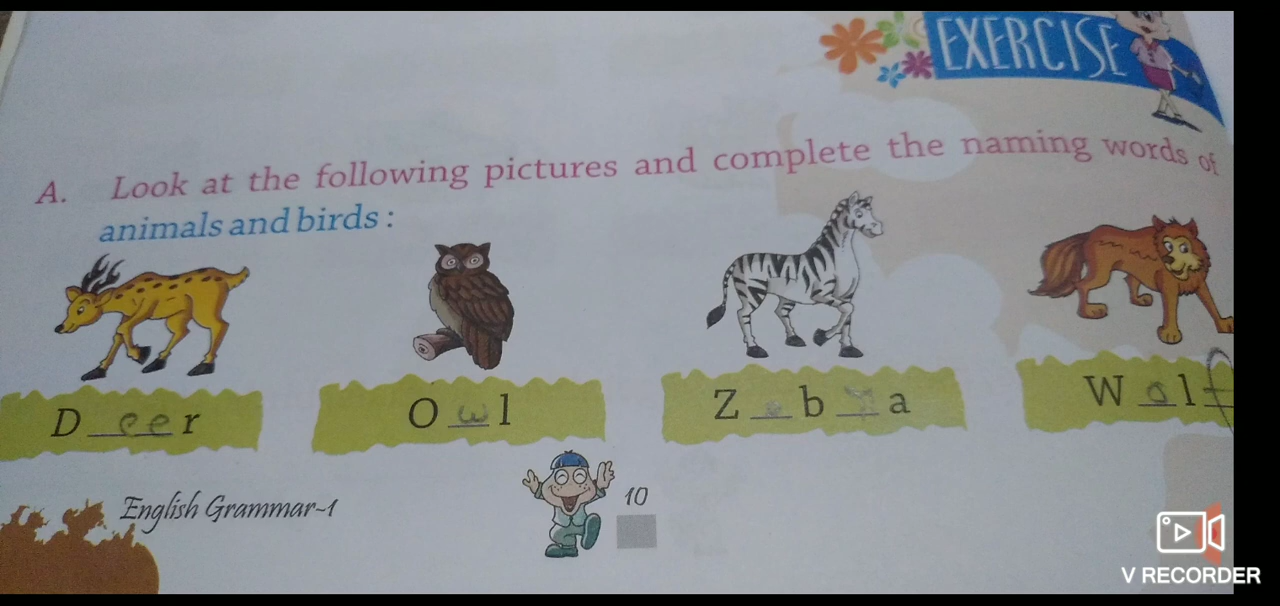 EXERCISE
A. Look at the following pictures and complete the naming words of
animals and birds :
D eer
O w l
Z e b r a
W o l f
English Grammar-1
10
V RECORDER